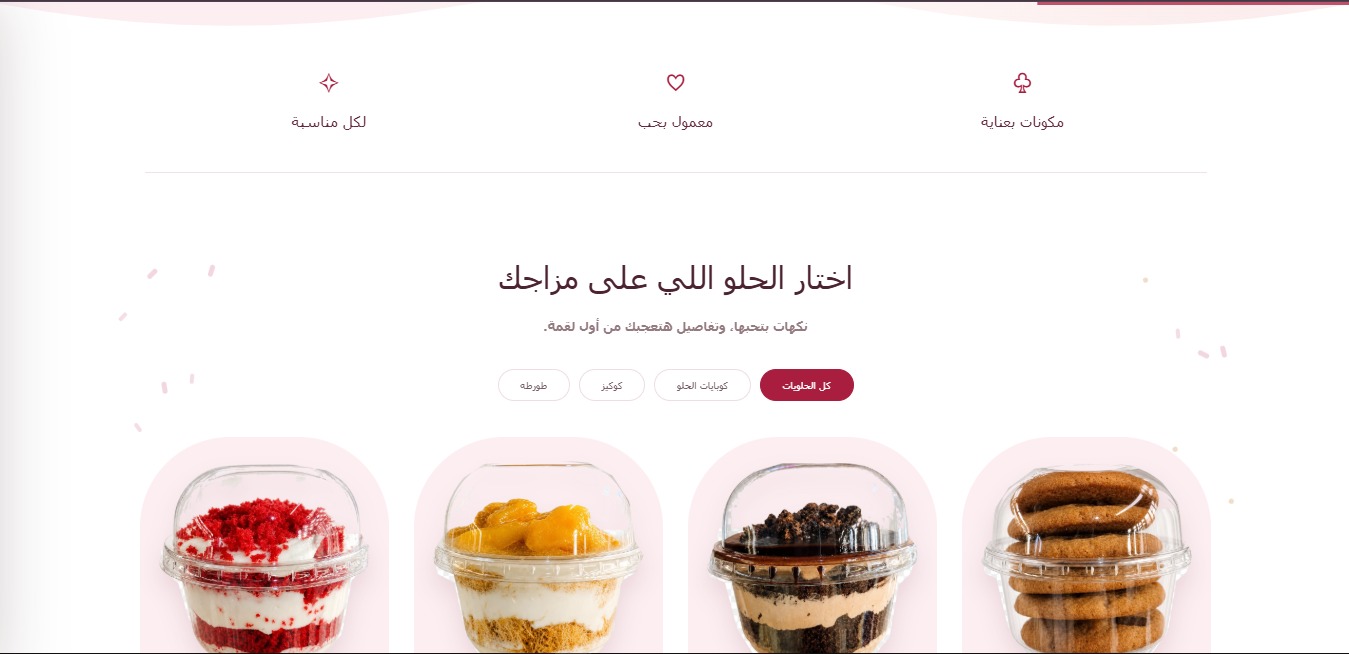 مكونات بعناية
معمول بحب
لكل مناسبة
اختار الحلو اللي على مزاجك
نكهات بتحبها، وتفاصيل هتعجبك من أول لقمة.
كل الحلويات
كوبايات الحلو
كوكيز
طورطه